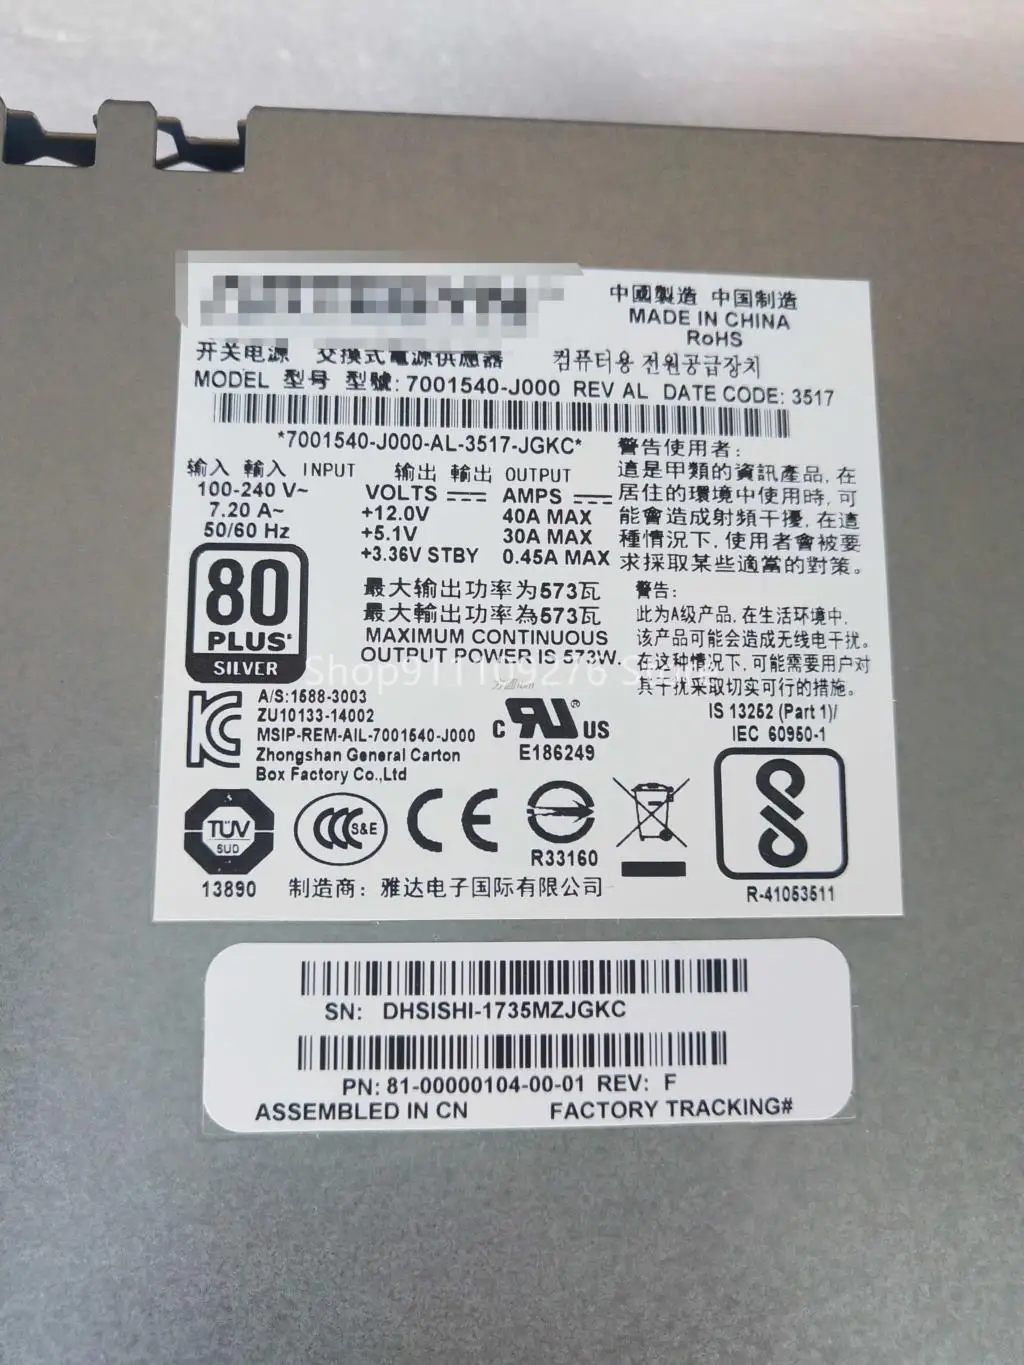 中國製造 中国制造
MADE IN CHINA
RoHS
开关电源 交换式電源供應器 컴퓨터용 전원공급장치
MODEL 型号 型號: 7001540-J000 REV AL DATE CODE: 3517
*7001540-J000-AL-3517-JGKC*
输入 輸入 INPUT
100-240 V~
7.20 A~
50/60 Hz
输出 輸出 OUTPUT
VOLTS AMPS
+12.0V 40A MAX
+5.1V 30A MAX
+3.36V STBY 0.45A MAX
警告使用者:
這是甲類的資訊產品, 在
居住的環境中使用時, 可
能會造成射頻干擾, 在這
種情況下, 使用者會被要
求採取某些適當的對策。
80
PLUS
SILVER
最大输出功率为573瓦
最大輸出功率為573瓦
MAXIMUM CONTINUOUS
OUTPUT POWER IS 573W.
警告:
此为A级产品, 在生活环境中,
该产品可能会造成无线电干扰。
在这种情况下, 可能需要用户对
其干扰采取切实可行的措施。
Shop911109276 Store
A/S:1588-3003
ZU10133-14002
MSIP-REM-AIL-7001540-J000
Zhongshan General Carton
Box Factory Co.,Ltd
C RU ® US
E186249
IS 13252 (Part 1)/
IEC 60950-1
TÜV
SUD
13890
CCC S&E
CE
R33160
R-41053511
制造商: 雅达电子国际有限公司
SN: DHSISHI-1735MZJGKC
PN: 81-00000104-00-01 REV: F
ASSEMBLED IN CN FACTORY TRACKING#